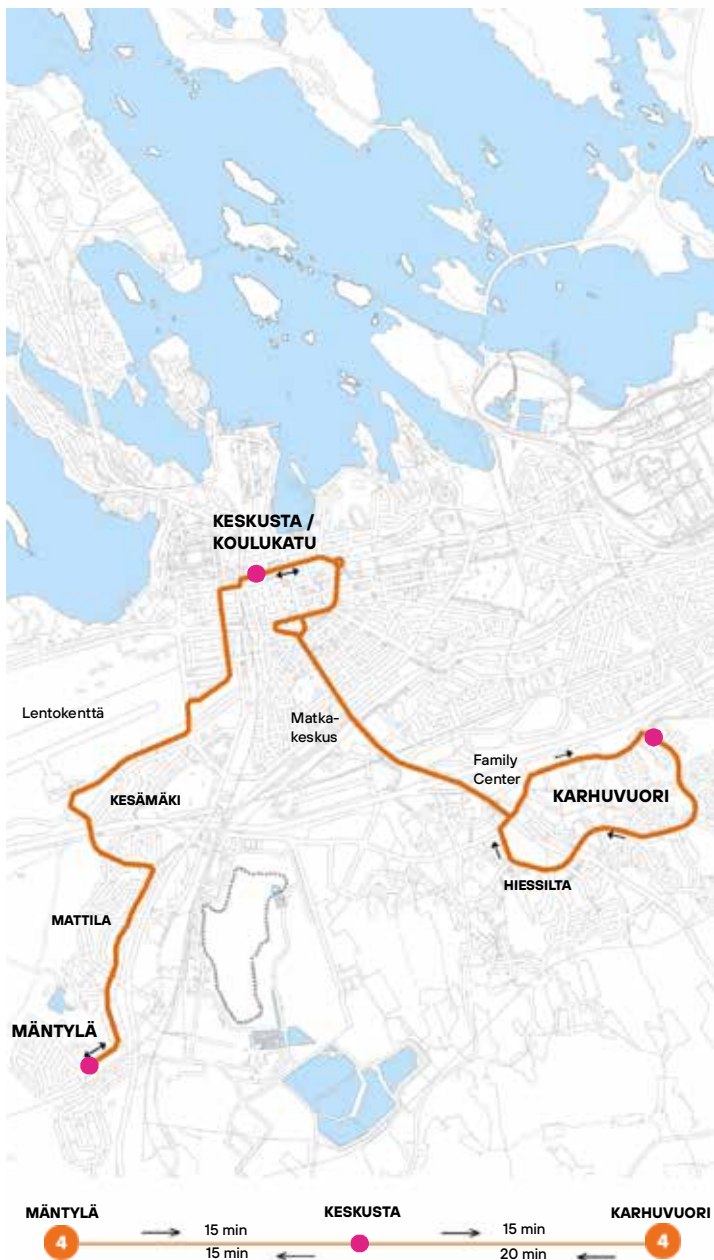 KESKUSTA /
KOULUKATU
Lentokenttä
Matka-
keskus
Family
Center
KESÄMÄKI
KARHUVUORI
HIESSILTA
MATTILA
MÄNTYLÄ
MÄNTYLÄ
KESKUSTA
KARHUVUORI
15 min
15 min
4
4
15 min
20 min